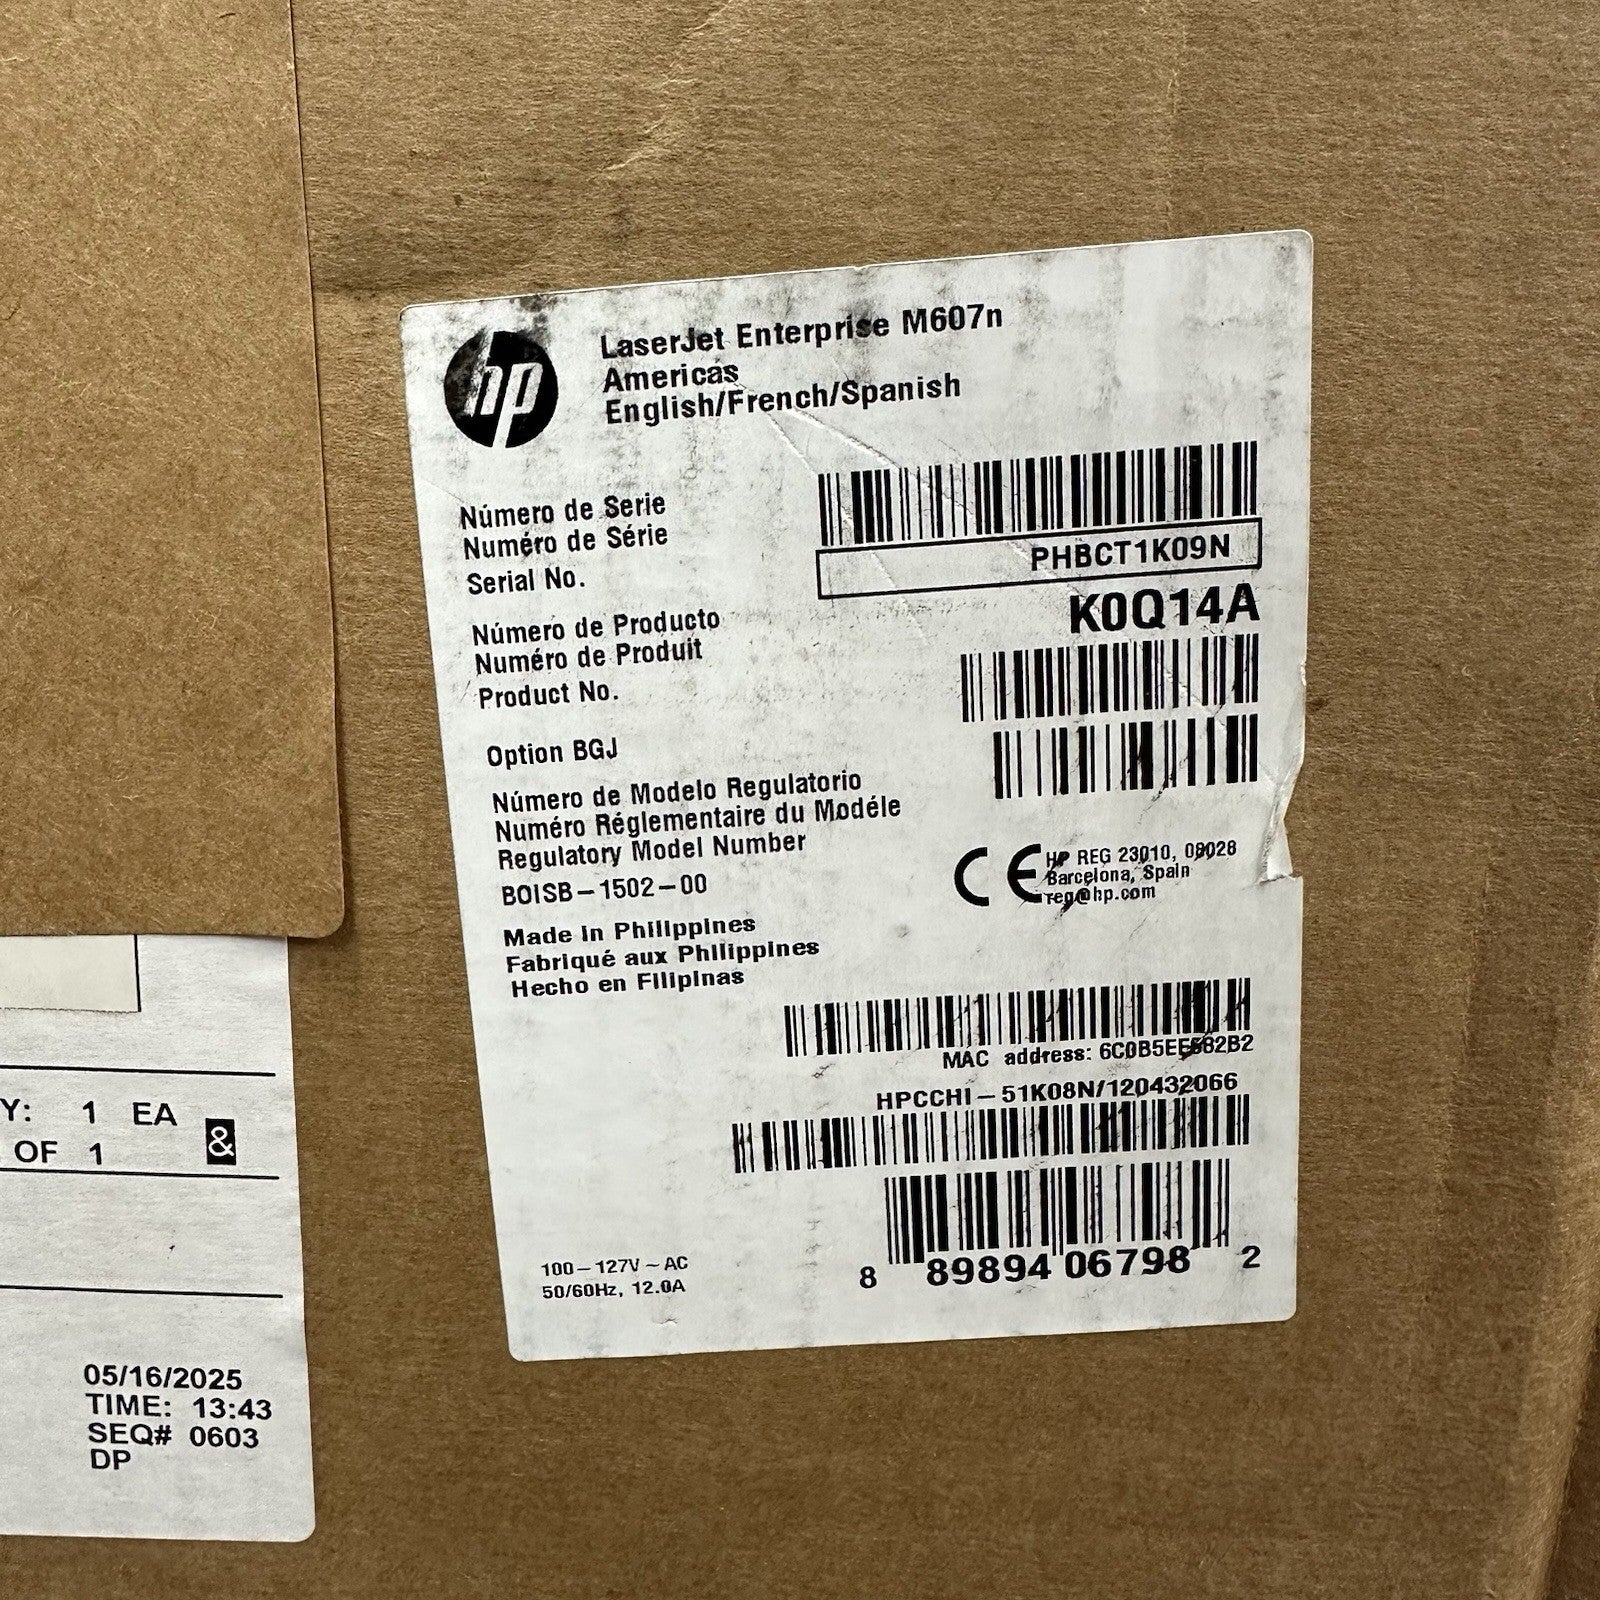 hp
LaserJet Enterprise M607n
Americas
English/French/Spanish
Número de Serie
Numéro de Série
Serial No.
PHBCT1K09N
Número de Producto
Numéro de Produit
Product No.
K0Q14A
Option BGJ
Número de Modelo Regulatorio
Numéro Réglementaire du Modéle
Regulatory Model Number
BOISB-1502-00
CE
HP REG 23010, 08028
Barcelona, Spain
reg@hp.com
Made in Philippines
Fabriqué aux Philippines
Hecho en Filipinas
MAC address:
HPCCHI-51K08N/120432066
100-127V~AC
50/60Hz, 12.0A
8 89894 06798 2
Y: 1 EA
OF 1
&
05/16/2025
TIME: 13:43
SEQ# 0603
DP